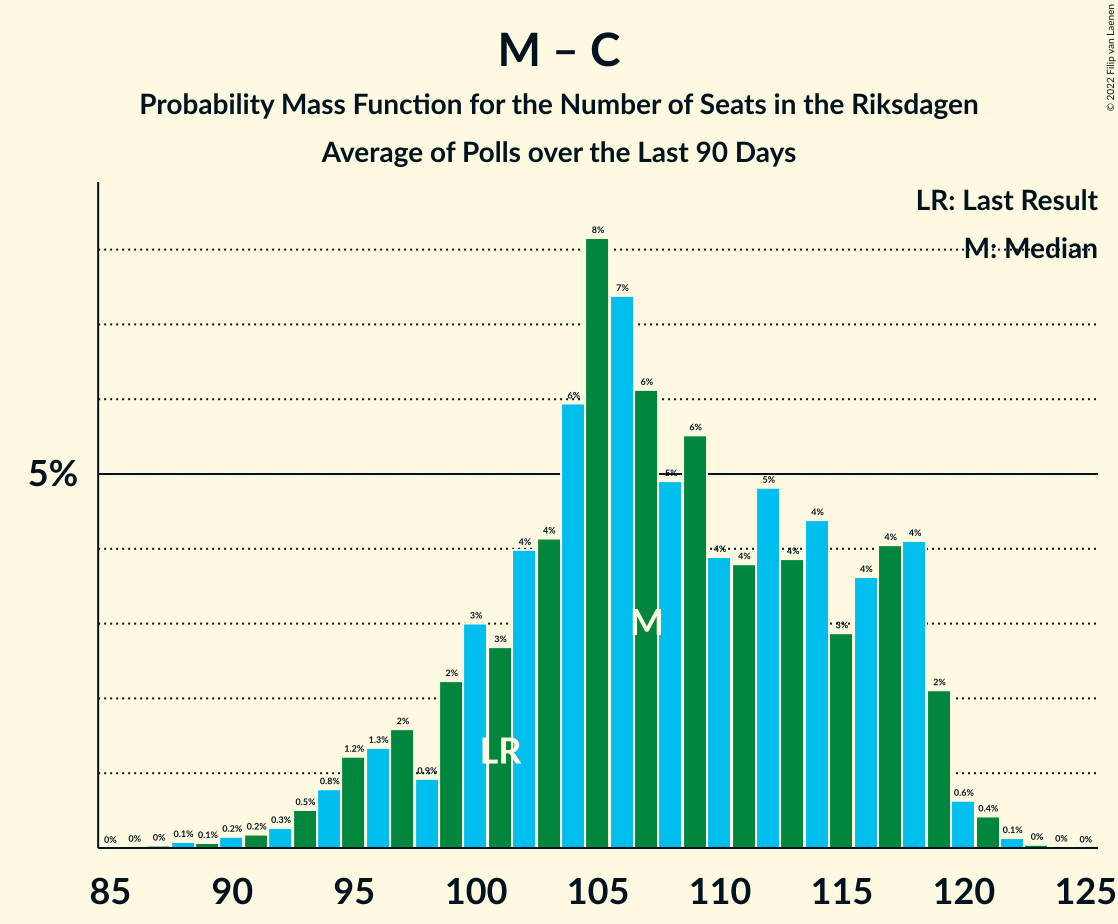 M – C
Probability Mass Function for the Number of Seats in the Riksdagen
Average of Polls over the Last 90 Days
© 2022 Filip van Laenen
LR: Last Result
M: Median
5%
0% 0% 0% 0.1% 0.1% 0.2% 0.2% 0.3% 0.5% 0.8% 1.2% 1.3% 2% 0.9% 2% 3% 3% 4% 4% 6% 8% 7% 6% 5% 6% 4% 4% 5% 4% 4% 3% 4% 4% 4% 2% 0.6% 0.4% 0.1% 0% 0% 0%
M
LR
85 90 95 100 105 110 115 120 125